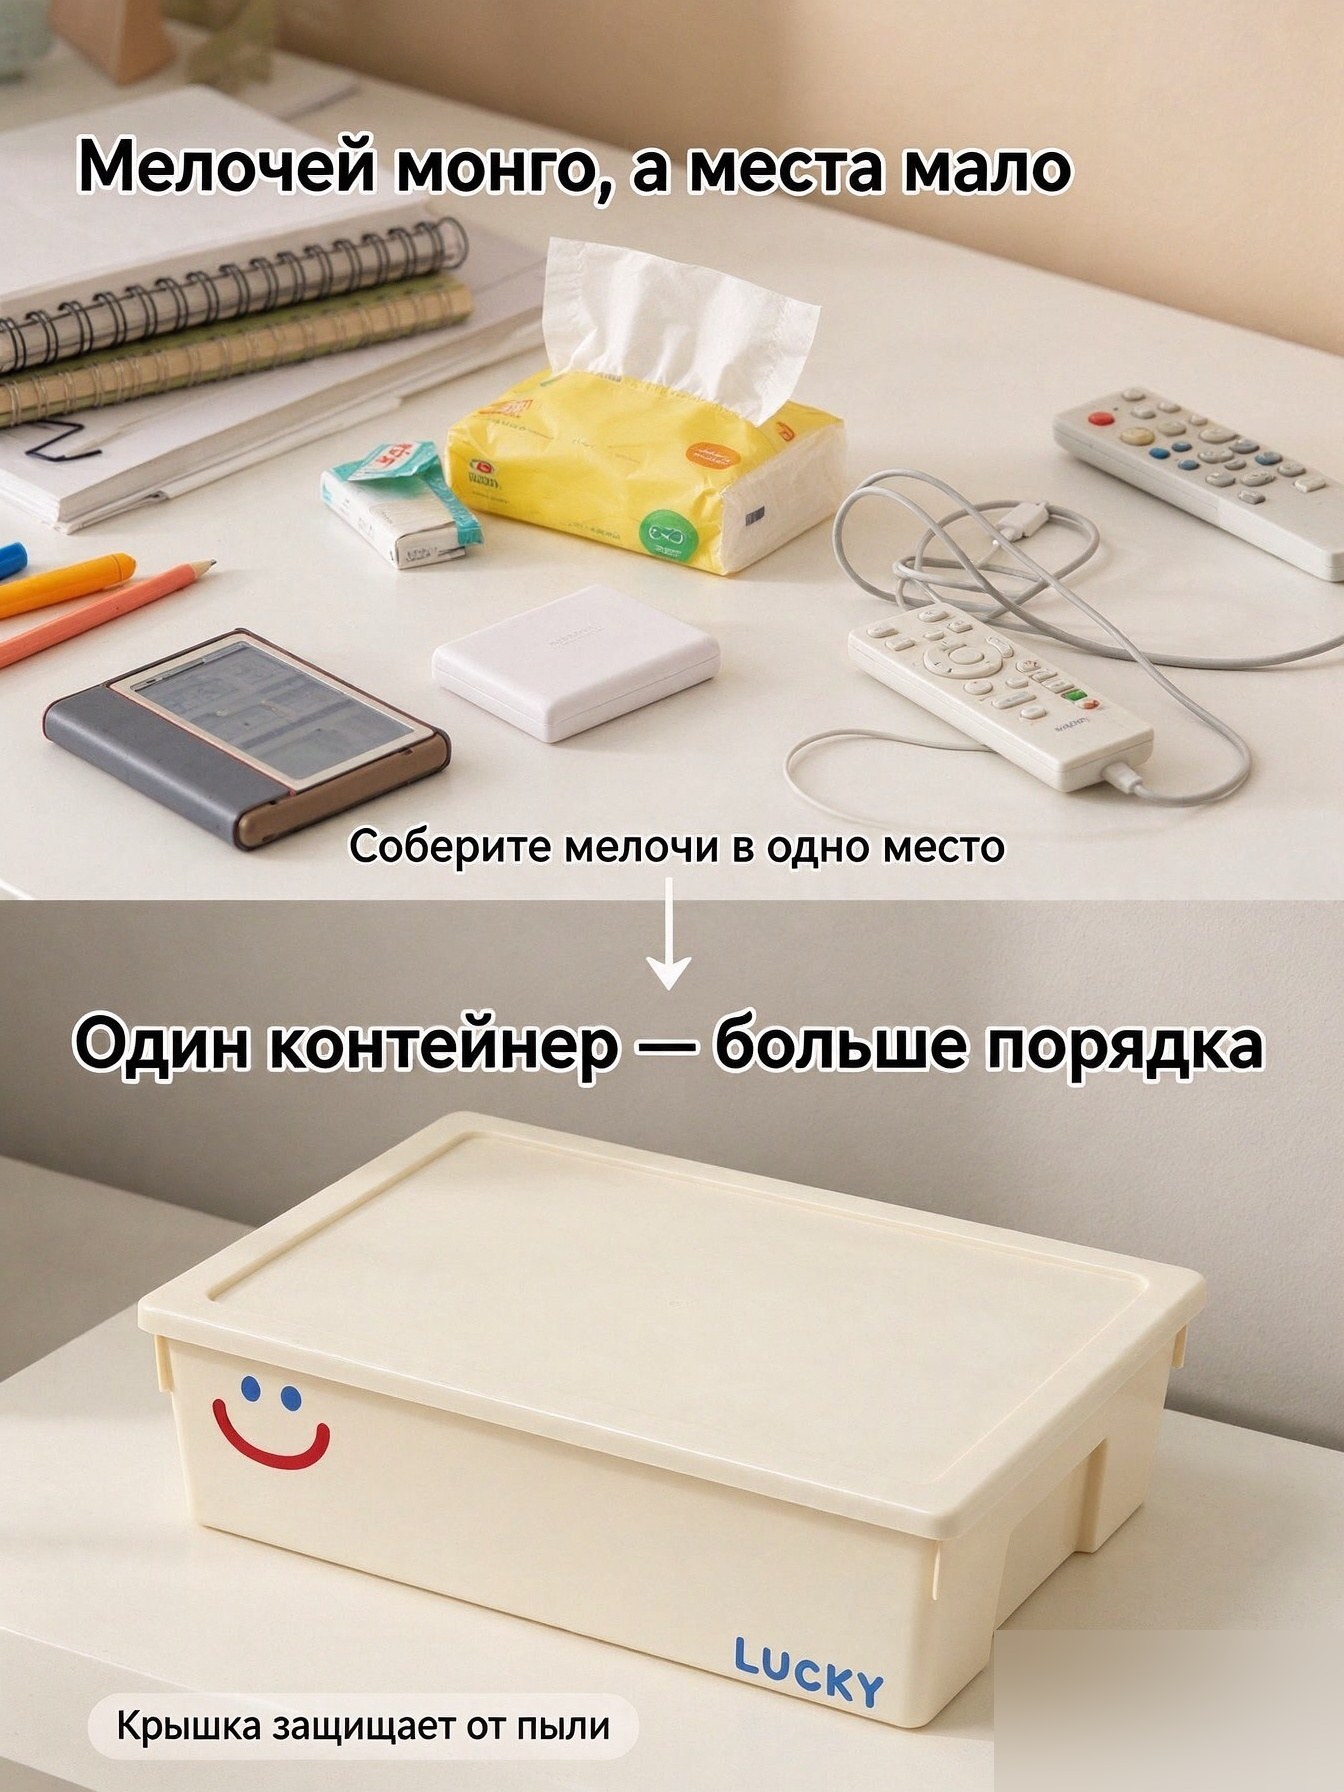 Мелочей монго, а места мало
Соберите мелочи в одно место
Один контейнер — больше порядка
LUCKY
Крышка защищает от пыли